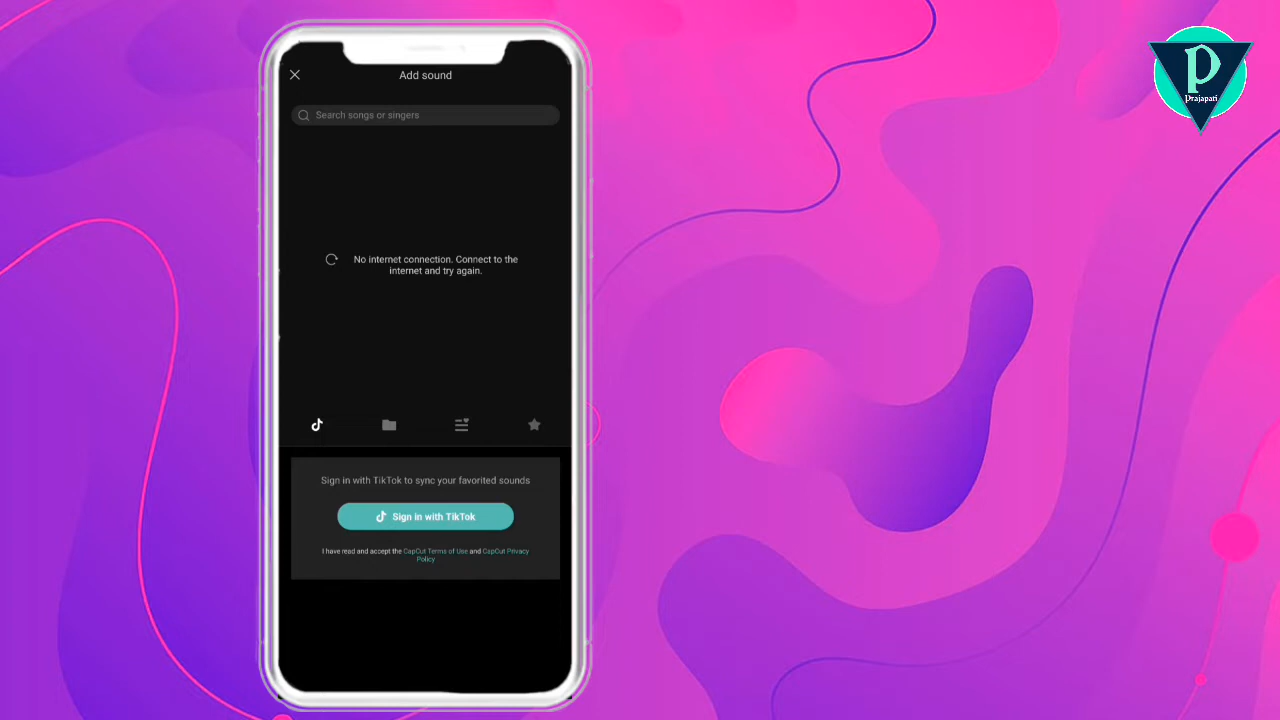 Add sound
Search songs or singers
No internet connection. Connect to the
internet and try again.
Sign in with TikTok to sync your favorited sounds
Sign in with TikTok
I have read and accept the CapCut Terms of Use and CapCut Privacy
Policy
P
Prajapati